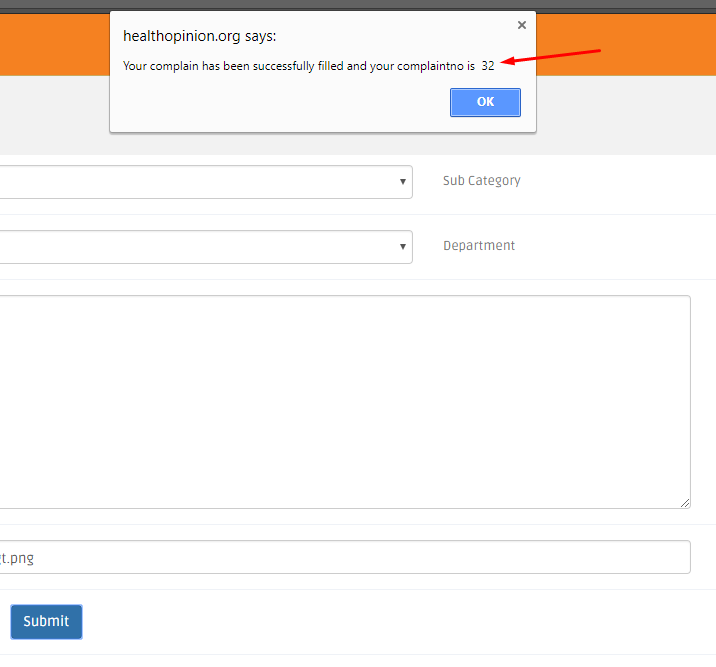 healthopinion.org says:
Your complain has been successfully filled and your complaintno is 32
OK
Sub Category
Department
t.png
Submit